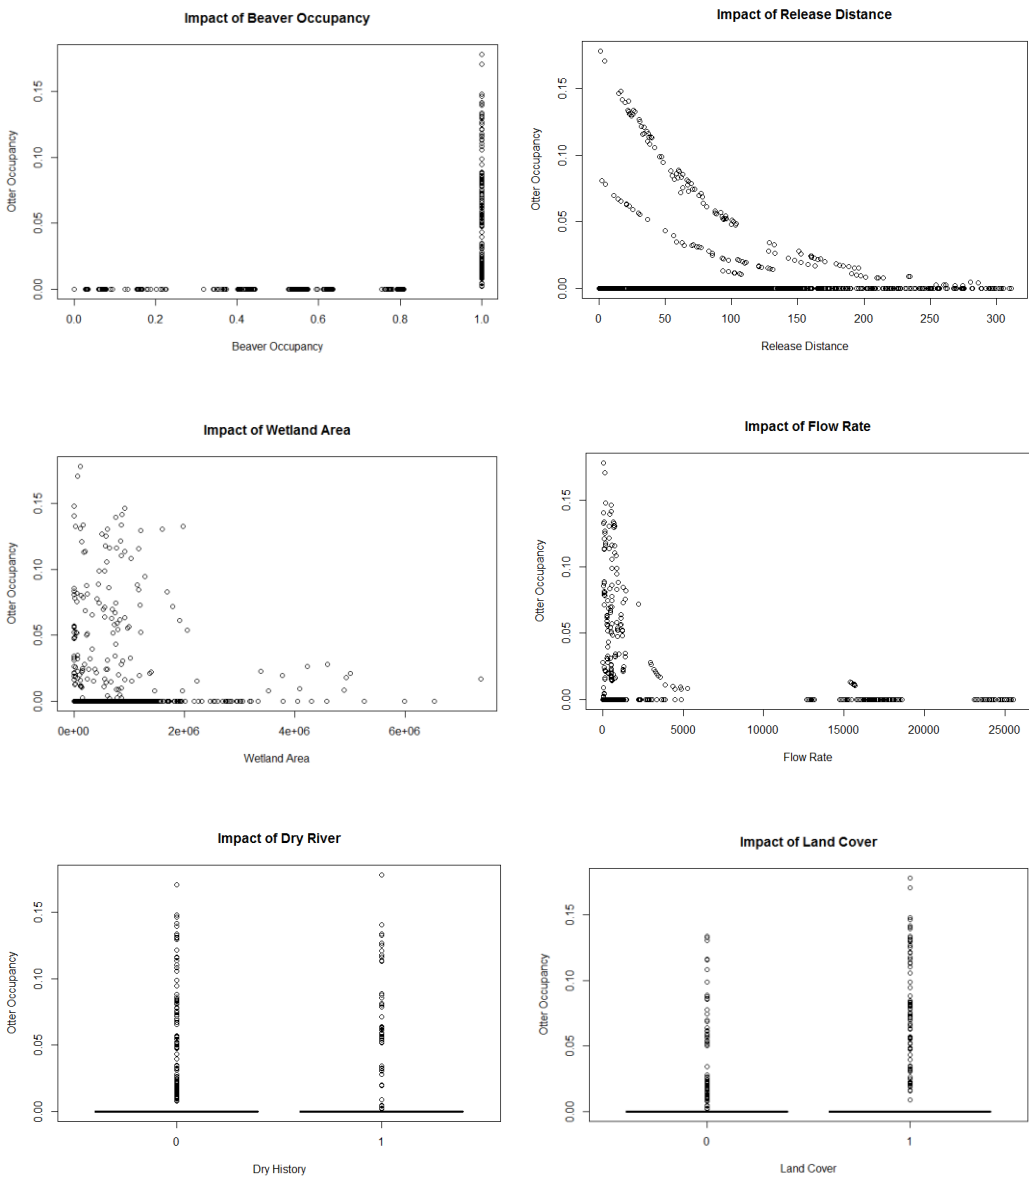 Impact of Beaver Occupancy
Otter Occupancy
0.15
0.10
0.05
0.00
0.0 0.2 0.4 0.6 0.8 1.0
Beaver Occupancy
Impact of Release Distance
Otter Occupancy
0.15
0.10
0.05
0.00
0 50 100 150 200 250 300
Release Distance
Impact of Wetland Area
Otter Occupancy
0.15
0.10
0.05
0.00
0e+00 2e+06 4e+06 6e+06
Wetland Area
Impact of Flow Rate
Otter Occupancy
0.15
0.10
0.05
0.00
0 5000 10000 15000 20000 25000
Flow Rate
Impact of Dry River
Otter Occupancy
0.15
0.10
0.05
0.00
0 1
Dry History
Impact of Land Cover
Otter Occupancy
0.15
0.10
0.05
0.00
0 1
Land Cover